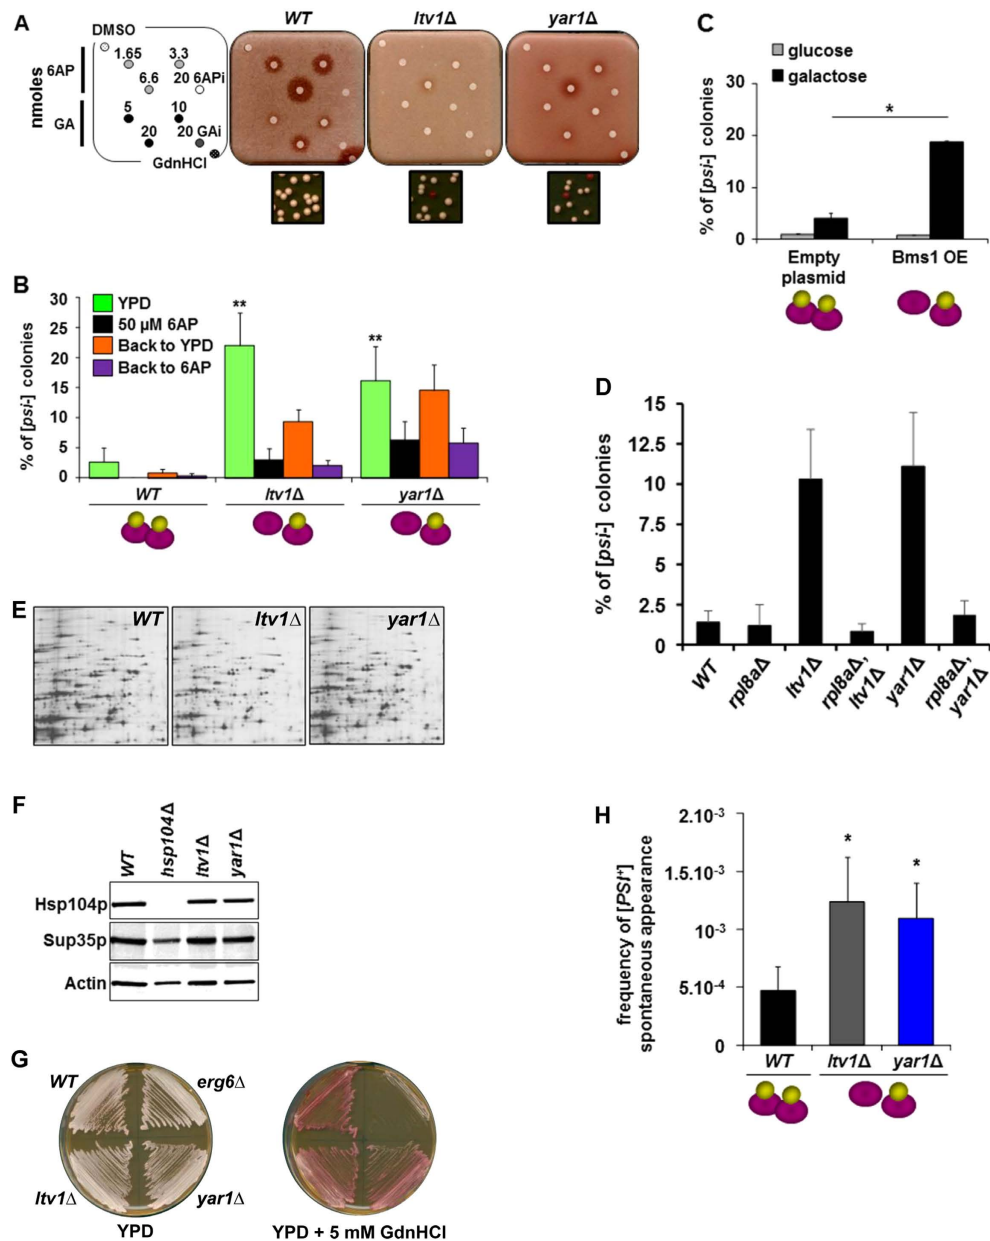 A
DMSO
WT
ltv1Δ
yar1Δ
nmoles
6AP
GA
1.65 3.3
6.6 20 6APi
5 10
20 20 GAi
GdnHCl
B
% of [psi-] colonies
30
25
20
15
10
5
0
YPD
50 µM 6AP
Back to YPD
Back to 6AP
**
**
WT
ltv1Δ
yar1Δ
C
glucose
galactose
% of [psi-] colonies
30
20
10
0
*
Empty plasmid
Bms1 OE
D
% of [psi-] colonies
15
12.5
10
7.5
5
2.5
0
WT
rpl8aΔ
ltv1Δ
rpl8aΔ,
ltv1Δ
yar1Δ
rpl8aΔ,
yar1Δ
E
WT
ltv1Δ
yar1Δ
F
WT
hsp104Δ
ltv1Δ
yar1Δ
Hsp104p
Sup35p
Actin
G
WT
erg6Δ
ltv1Δ
yar1Δ
YPD
YPD + 5 mM GdnHCl
H
frequency of [PSI+]
spontaneous appearance
2.10-3
1.5.10-3
10-3
5.10-4
0
*
*
WT
ltv1Δ
yar1Δ